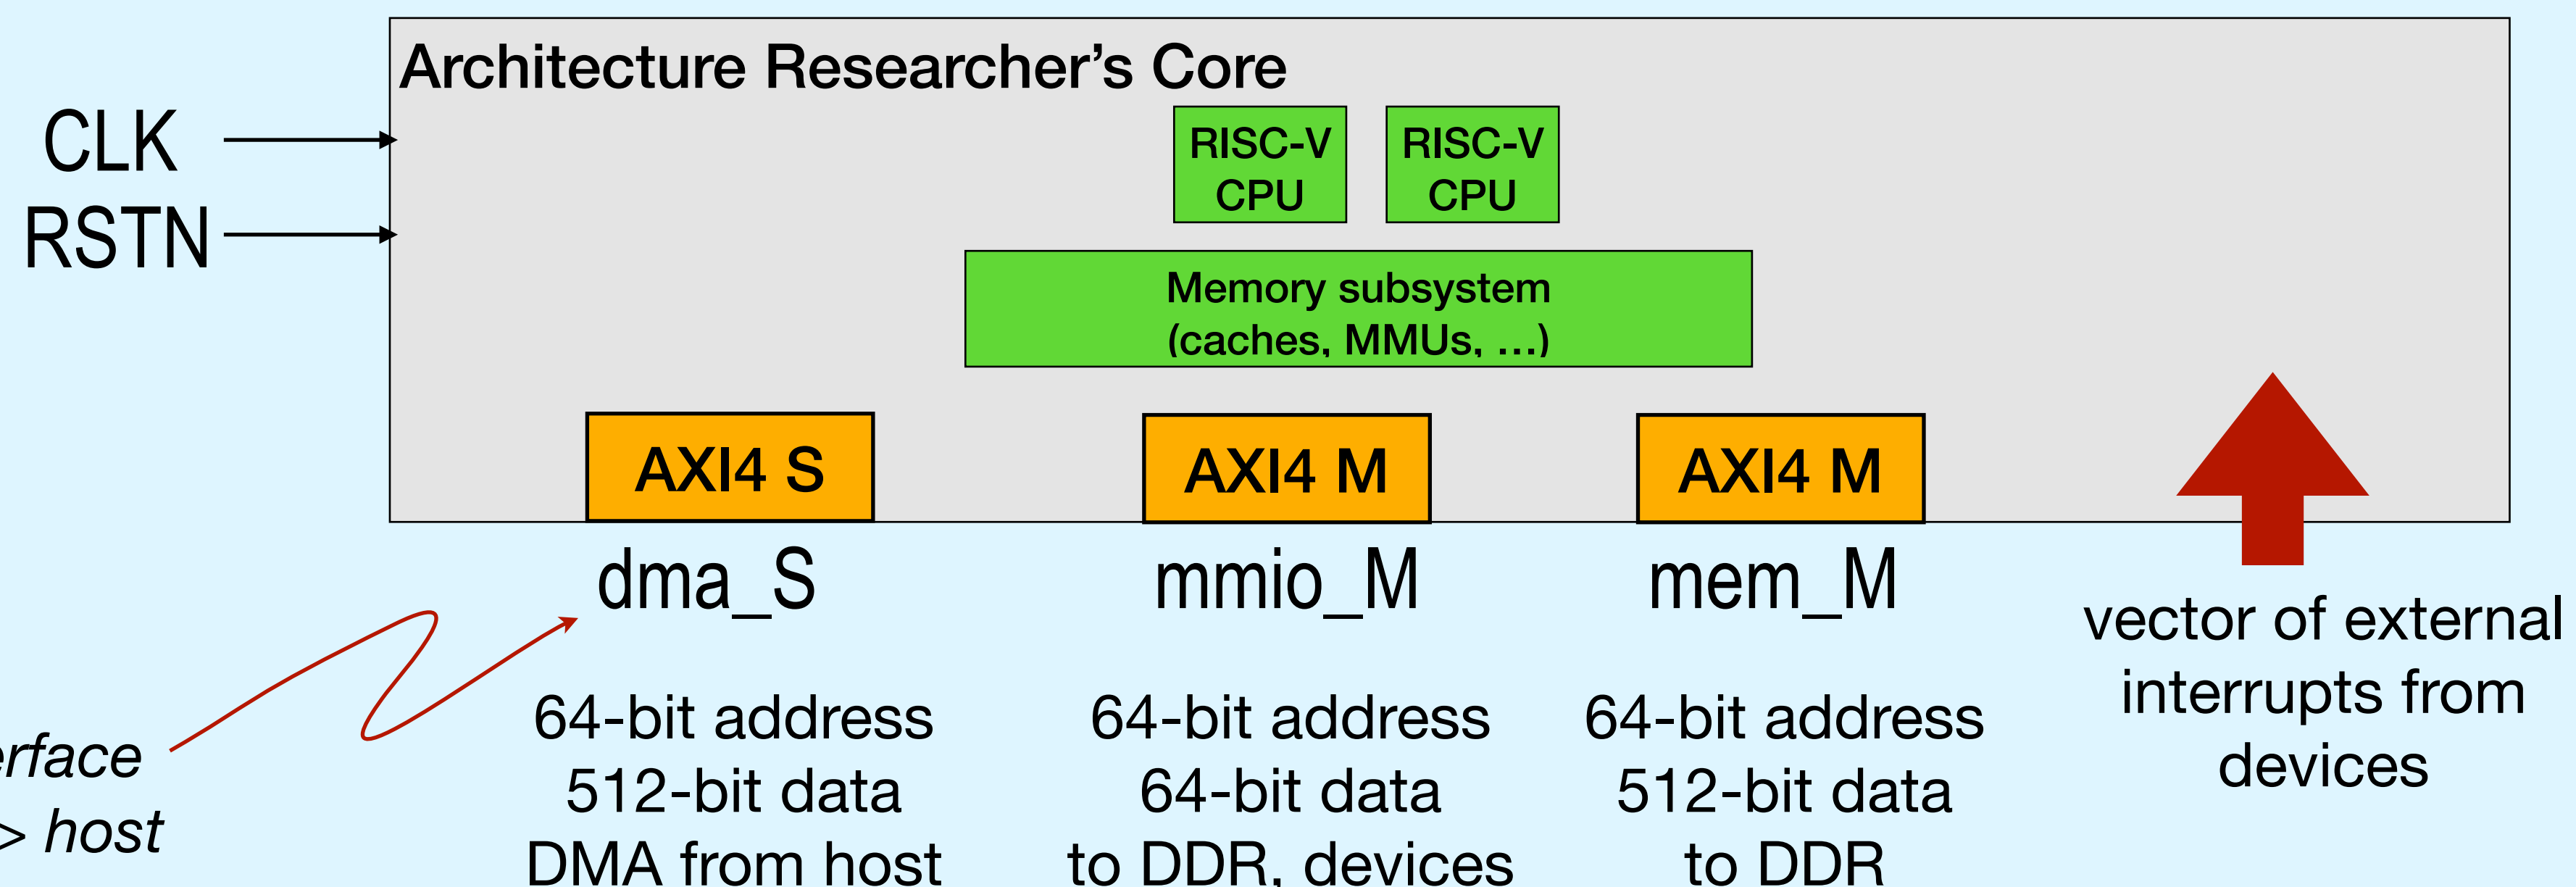 Architecture Researcher's Core
CLK
RSTN
RISC-V
CPU
RISC-V
CPU
Memory subsystem
(caches, MMUs, …)
AXI4 S
AXI4 M
AXI4 M
dma_S
mmio_M
mem_M
vector of external
interrupts from
devices
64-bit address
512-bit data
DMA from host
64-bit address
64-bit data
to DDR, devices
64-bit address
512-bit data
to DDR
> host